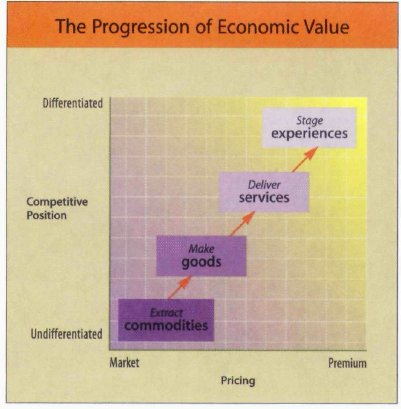 The Progression of Economic Value
Differentiated
Stage
experiences
Deliver
services
Competitive
Position
Make
goods
Extract
commodities
Undifferentiated
Market
Premium
Pricing